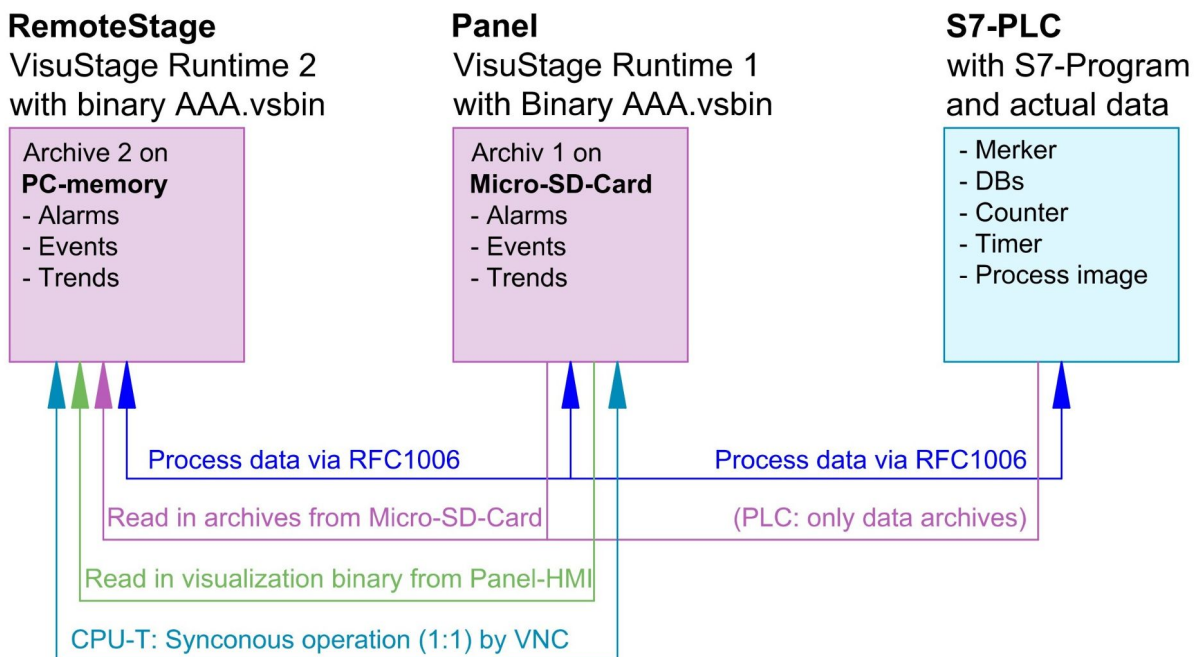 RemoteStage
VisuStage Runtime 2
with binary AAA.vsbin
Archive 2 on
PC-memory
- Alarms
- Events
- Trends
Panel
VisuStage Runtime 1
with Binary AAA.vsbin
Archiv 1 on
Micro-SD-Card
- Alarms
- Events
- Trends
S7-PLC
with S7-Program
and actual data
- Merker
- DBs
- Counter
- Timer
- Process image
Process data via RFC1006
Process data via RFC1006
Read in archives from Micro-SD-Card
(PLC: only data archives)
Read in visualization binary from Panel-HMI
CPU-T: Synconous operation (1:1) by VNC